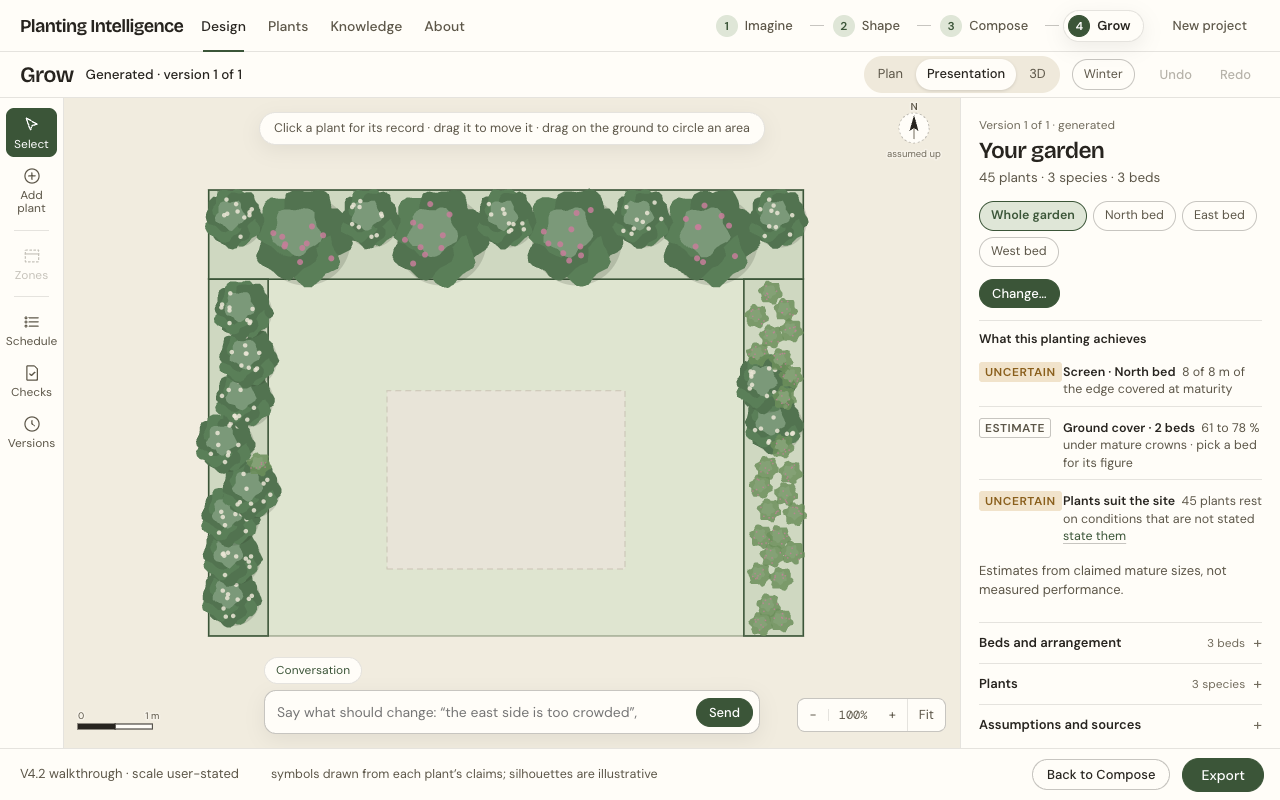 Planting Intelligence
Design
Plants
Knowledge
About
1 Imagine
2 Shape
3 Compose
4 Grow
New project
Grow
Generated · version 1 of 1
Plan
Presentation
3D
Winter
Undo
Redo
Select
Add
plant
Zones
Schedule
Checks
Versions
Click a plant for its record · drag it to move it · drag on the ground to circle an area
N
assumed up
Version 1 of 1 · generated
Your garden
45 plants · 3 species · 3 beds
Whole garden
North bed
East bed
West bed
Change…
What this planting achieves
UNCERTAIN Screen · North bed 8 of 8 m of
the edge covered at maturity
ESTIMATE Ground cover · 2 beds 61 to 78 %
under mature crowns · pick a bed
for its figure
UNCERTAIN Plants suit the site 45 plants rest
on conditions that are not stated
state them
Estimates from claimed mature sizes, not
measured performance.
Beds and arrangement 3 beds +
Plants 3 species +
Assumptions and sources +
Conversation
Say what should change: “the east side is too crowded”,
Send
0 1 m
− 100% + Fit
V4.2 walkthrough · scale user-stated
symbols drawn from each plant’s claims; silhouettes are illustrative
Back to Compose
Export